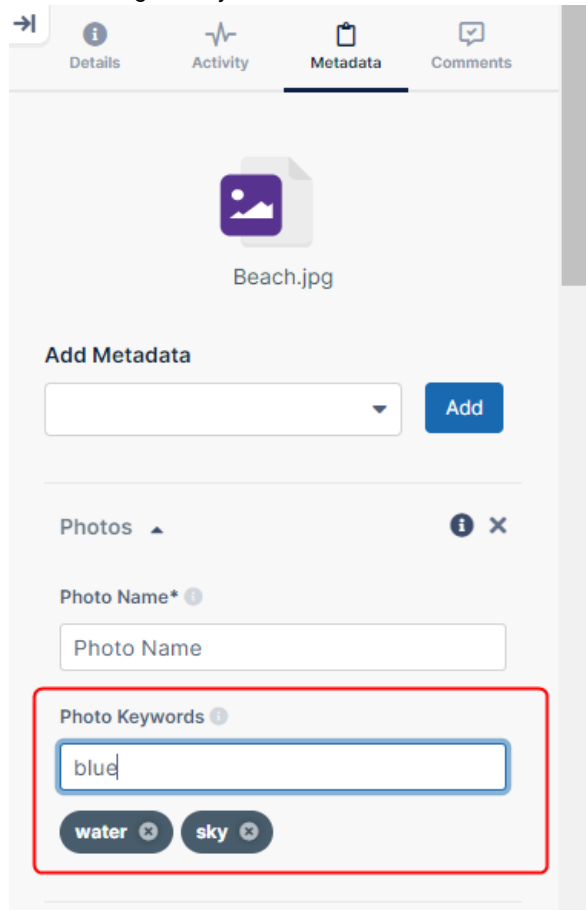 Details Activity Metadata Comments
Beach.jpg
Add Metadata
Add
Photos
Photo Name*
Photo Name
Photo Keywords
blue
water sky